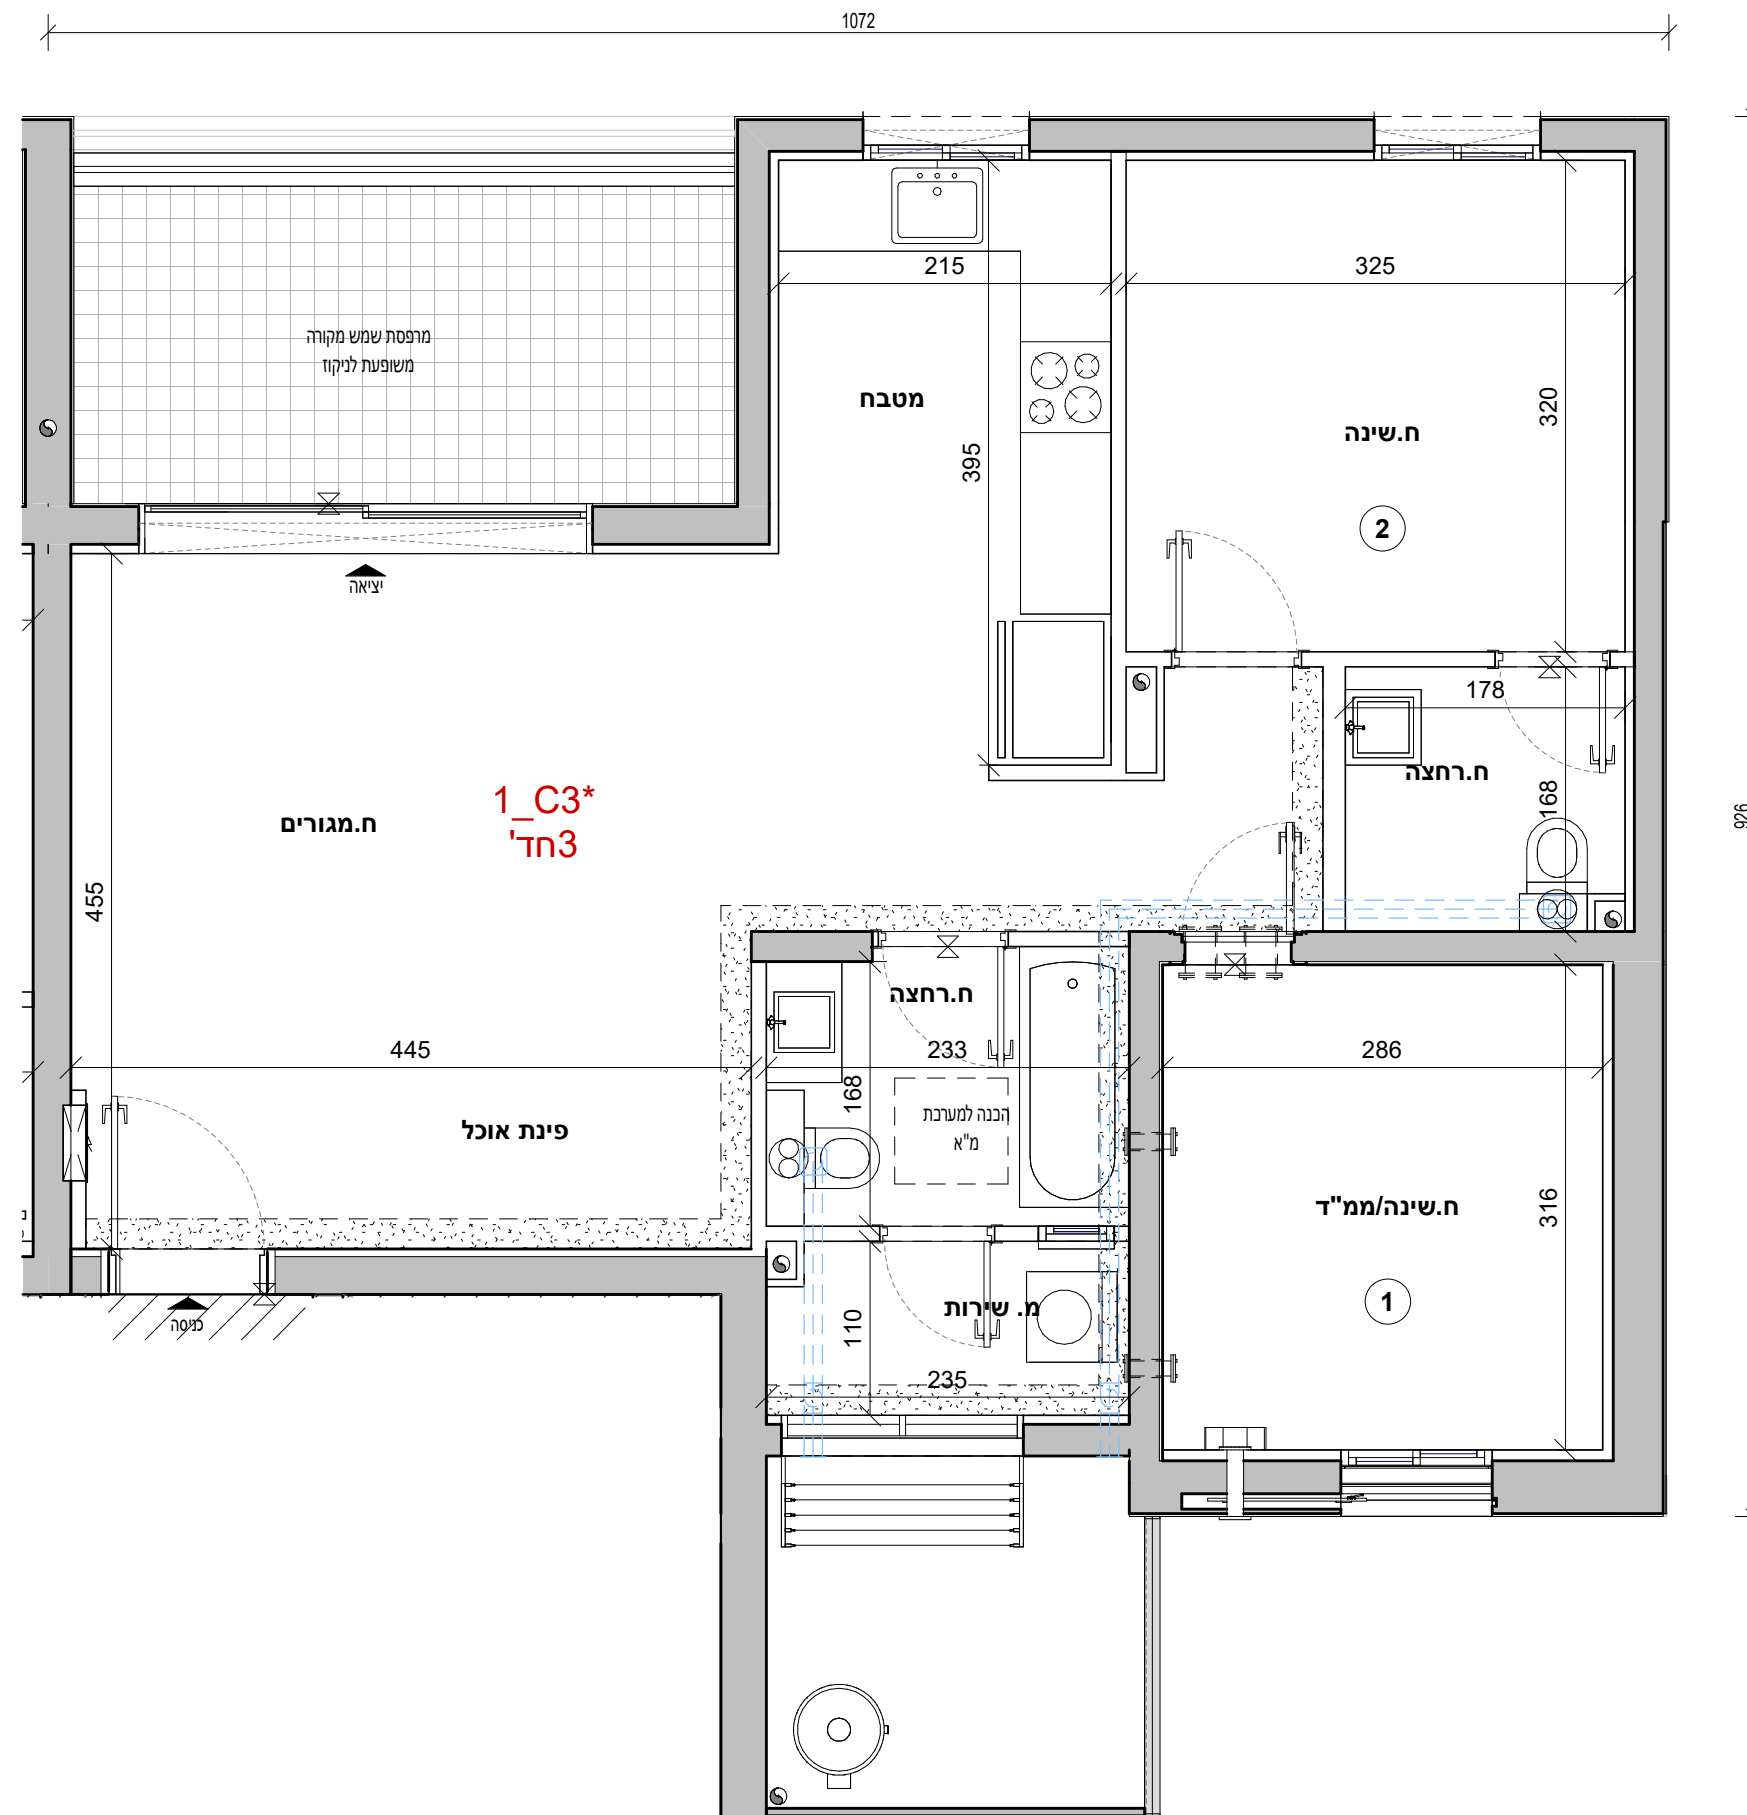 1072
מרפסת שמש מקורה
משופעת לניקוז
215
325
מטבח
320
ח.שינה
395
2
יציאה
178
ח.רחצה
168
1_C3*
3חד'
ח.מגורים
926
455
ח.רחצה
445
233
286
168
הכנה למערכת
מ"א
פינת אוכל
ח.שינה/ממ"ד
316
1
מ. שירות
110
כניסה
235